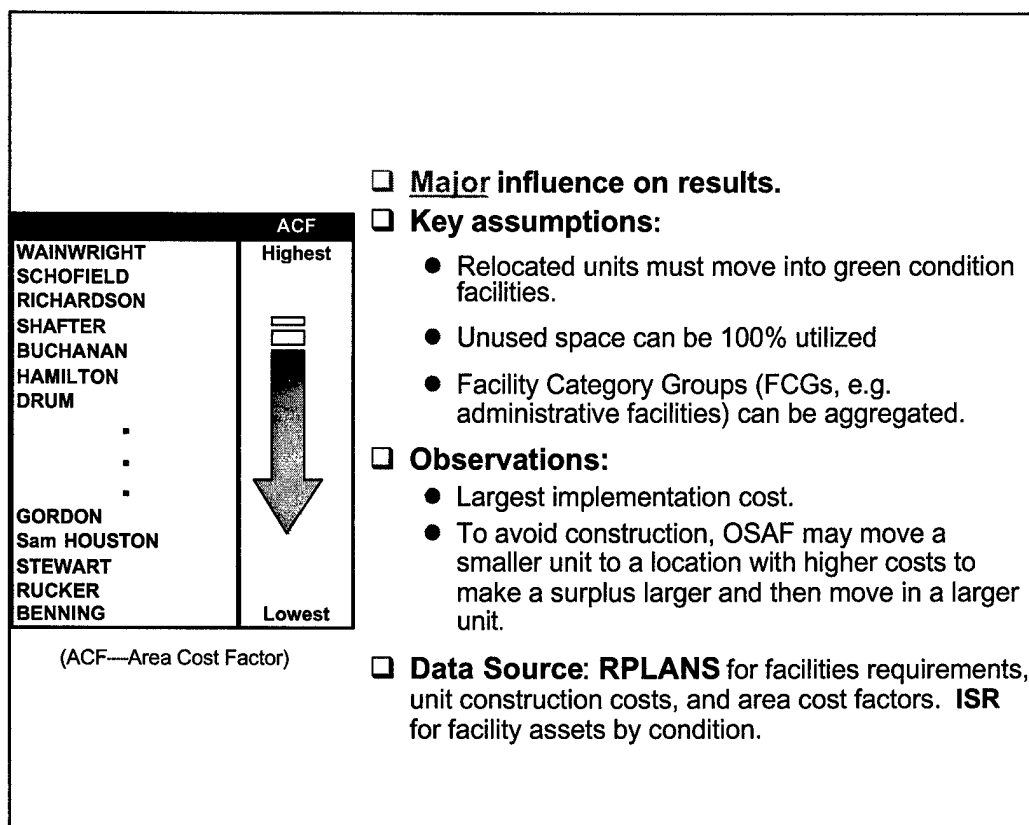 ACF
WAINWRIGHT Highest
SCHOFIELD
RICHARDSON
SHAFTER
BUCHANAN
HAMILTON
DRUM
GORDON
Sam HOUSTON
STEWART
RUCKER
BENNING Lowest
(ACF----Area Cost Factor)
❑ Major influence on results.
❑ Key assumptions:
● Relocated units must move into green condition
facilities.
● Unused space can be 100% utilized
● Facility Category Groups (FCGs, e.g.
administrative facilities) can be aggregated.
❑ Observations:
● Largest implementation cost.
● To avoid construction, OSAF may move a
smaller unit to a location with higher costs to
make a surplus larger and then move in a larger
unit.
❑ Data Source: RPLANS for facilities requirements,
unit construction costs, and area cost factors. ISR
for facility assets by condition.